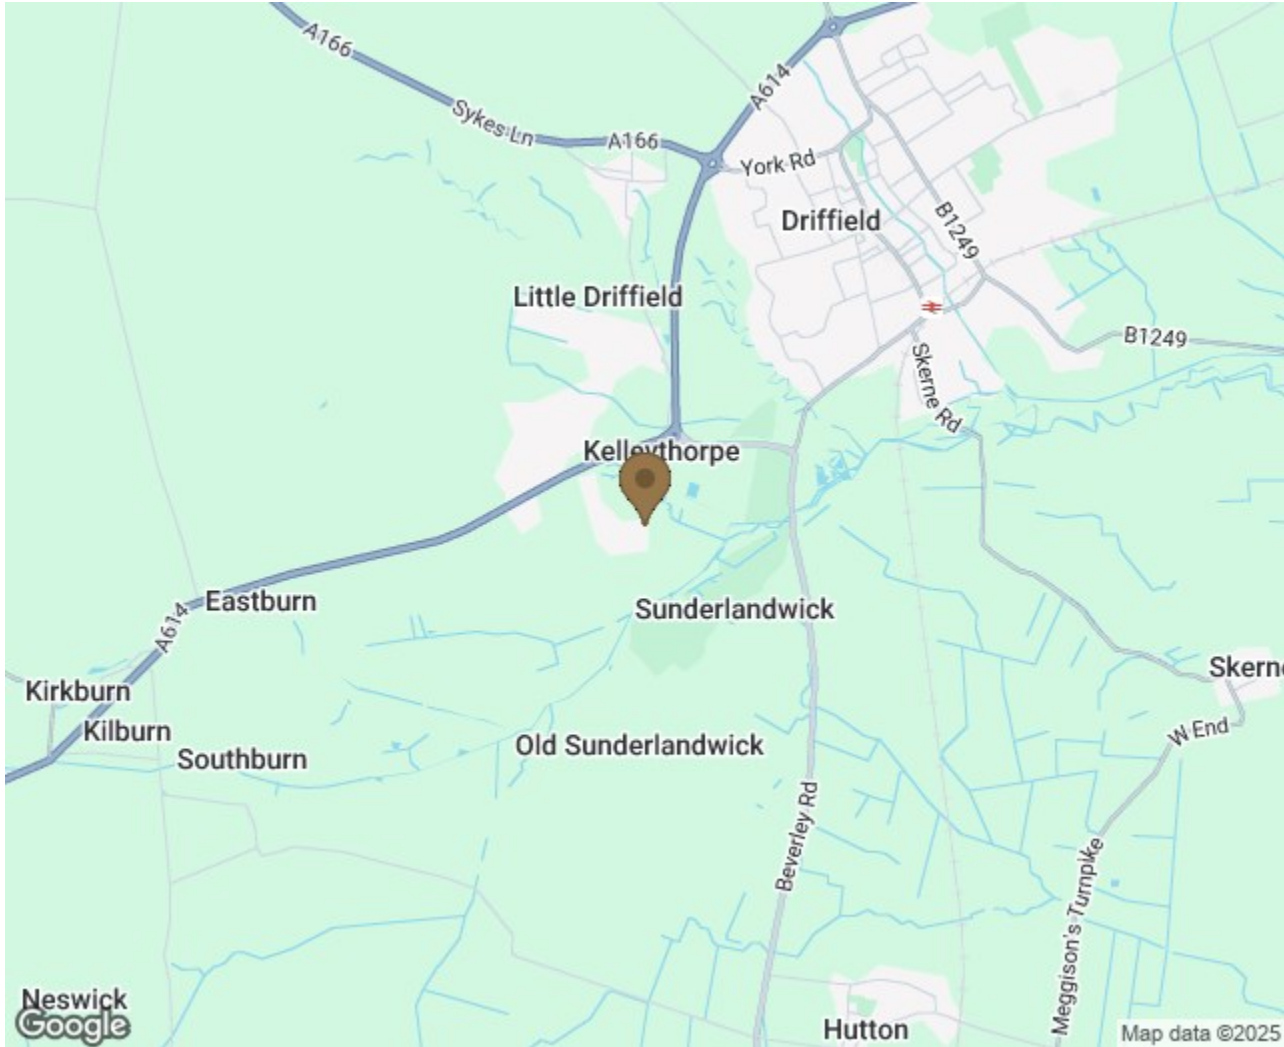 A166
Sykes Ln
A166
A614
York Rd
Driffield
B1249
Little Driffield
B1249
Skerne Rd
Kelleythorpe
Eastburn
A614
Sunderlandwick
Kirkburn
Kilburn
Southburn
Old Sunderlandwick
Skerne
W End
Beverley Rd
Meggison's Turnpike
Neswick
Google
Hutton
Map data ©2025